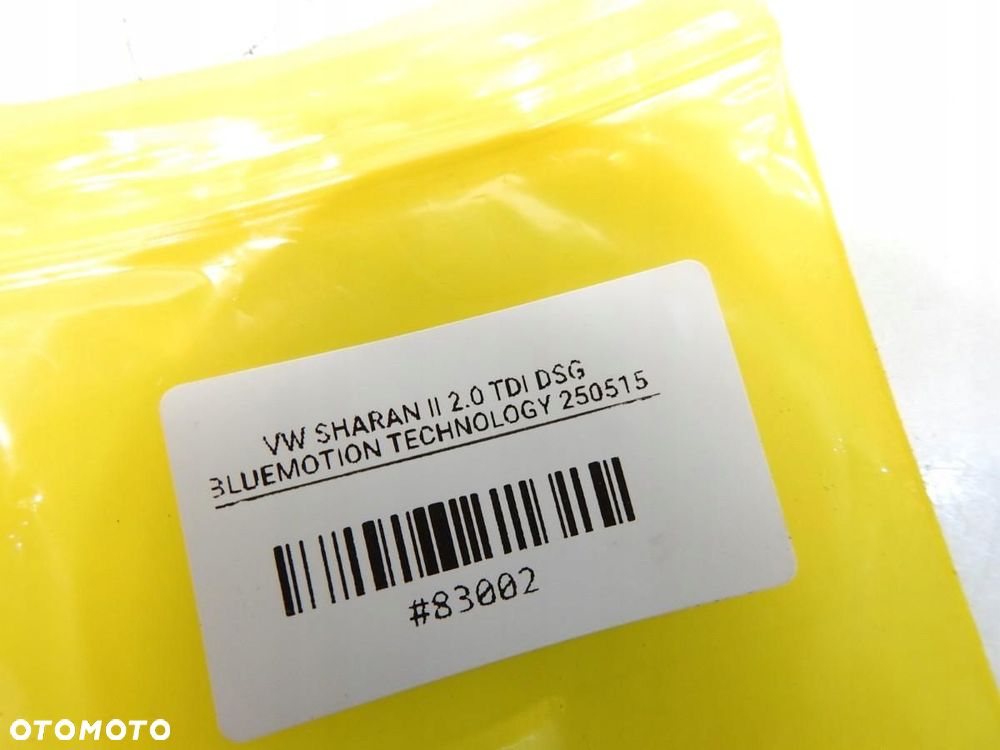 VW SHARAN II 2.0 TDI DSG
BLUEMOTION TECHNOLOGY 250515
#83002
OTOMOTO